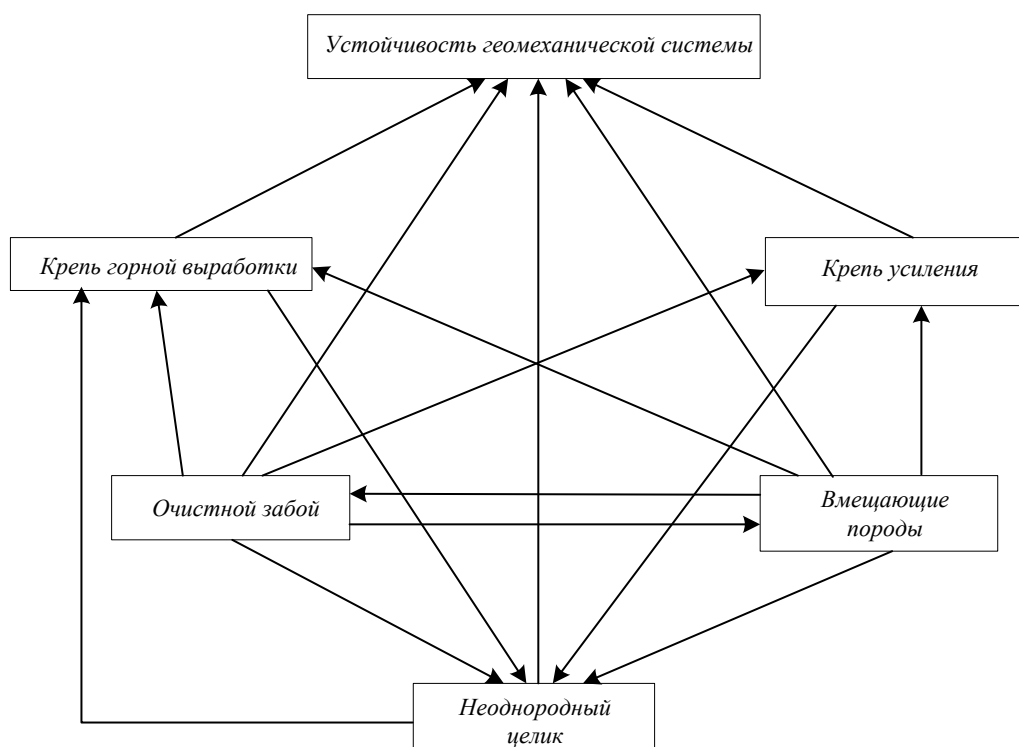 Устойчивость геомеханической системы
Крепь горной выработки
Крепь усиления
Очистной забой
Вмещающие
породы
Неоднородный
целик